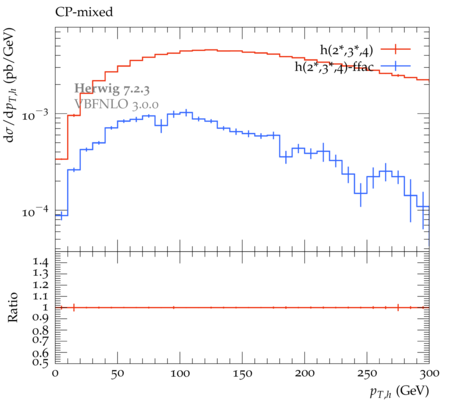 CP-mixed
dσ/dp_{T,h} (pb/GeV)
h(2*,3*,4)
h(2*,3*,4)-ffac
Herwig 7.2.3
VBFNLO 3.0.0
10^{−3}
10^{−4}
Ratio
1.4
1.3
1.2
1.1
1
0.9
0.8
0.7
0.6
0.5
0 50 100 150 200 250 300
p_{T,h} (GeV)